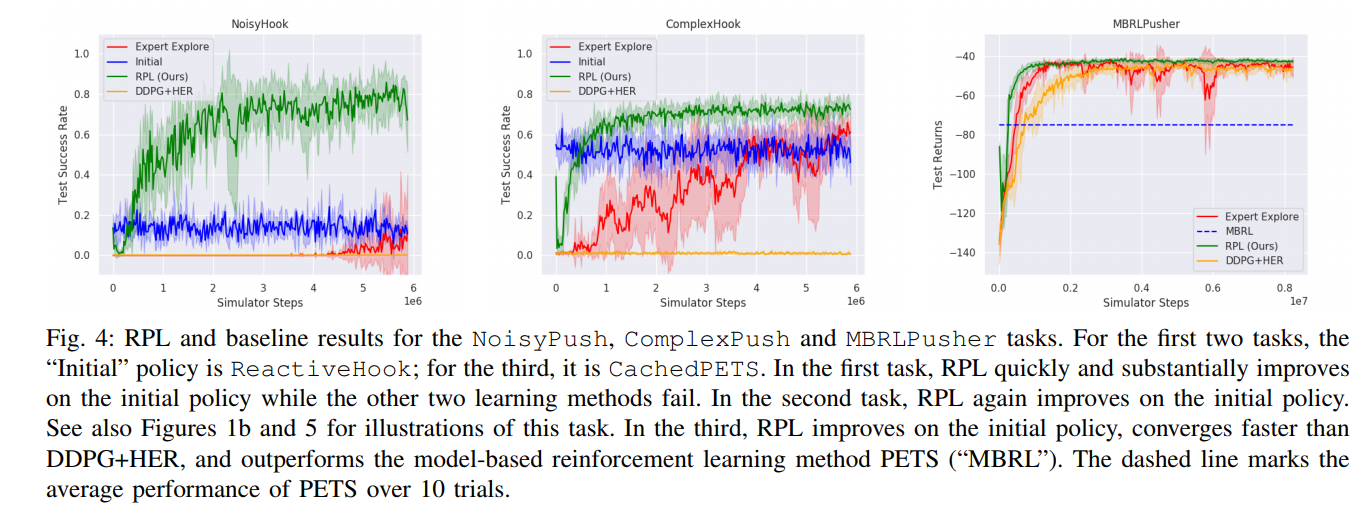 NoisyHook
Test Success Rate
1.0
0.8
0.6
0.4
0.2
0.0
Expert Explore
Initial
RPL (Ours)
DDPG+HER
0 1 2 3 4 5 6
1e6
Simulator Steps
ComplexHook
Test Success Rate
1.0
0.8
0.6
0.4
0.2
0.0
Expert Explore
Initial
RPL (Ours)
DDPG+HER
0 1 2 3 4 5 6
1e6
Simulator Steps
MBRLPusher
Test Returns
−40
−60
−80
−100
−120
−140
Expert Explore
MBRL
RPL (Ours)
DDPG+HER
0.0 0.2 0.4 0.6 0.8
1e7
Simulator Steps
Fig. 4: RPL and baseline results for the NoisyPush, ComplexPush and MBRLPusher tasks. For the first two tasks, the
“Initial” policy is ReactiveHook; for the third, it is CachedPETS. In the first task, RPL quickly and substantially improves
on the initial policy while the other two learning methods fail. In the second task, RPL again improves on the initial policy.
See also Figures 1b and 5 for illustrations of this task. In the third, RPL improves on the initial policy, converges faster than
DDPG+HER, and outperforms the model-based reinforcement learning method PETS (“MBRL”). The dashed line marks the
average performance of PETS over 10 trials.